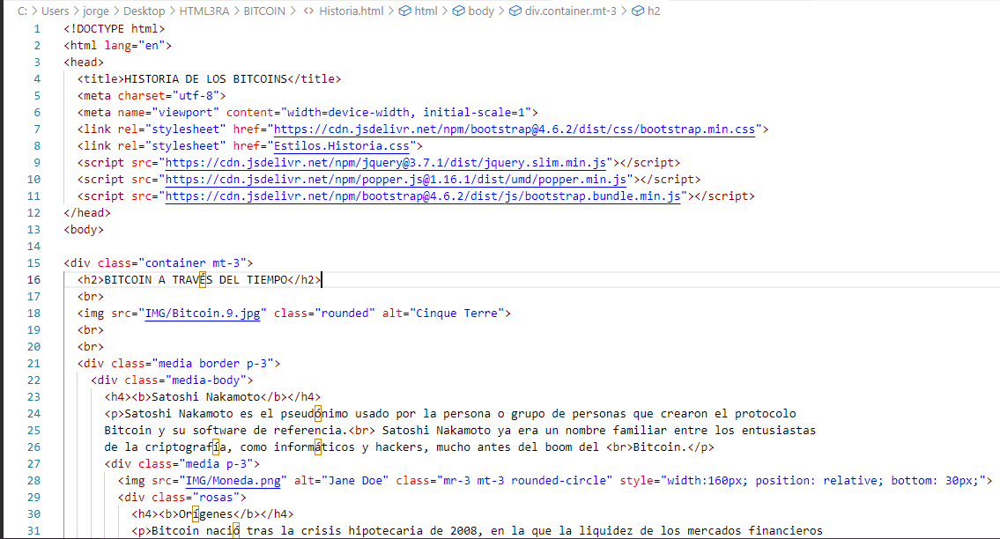 C: > Users > jorge > Desktop > HTML3RA > BITCOIN > <> Historia.html > html > body > div.container.mt-3 > h2
1 <!DOCTYPE html>
2 <html lang="en">
3 <head>
4 <title>HISTORIA DE LOS BITCOINS</title>
5 <meta charset="utf-8">
6 <meta name="viewport" content="width=device-width, initial-scale=1">
7 <link rel="stylesheet" href="https://cdn.jsdelivr.net/npm/bootstrap@4.6.2/dist/css/bootstrap.min.css">
8 <link rel="stylesheet" href="Estilos.Historia.css">
9 <script src="https://cdn.jsdelivr.net/npm/jquery@3.7.1/dist/jquery.slim.min.js"></script>
10 <script src="https://cdn.jsdelivr.net/npm/popper.js@1.16.1/dist/umd/popper.min.js"></script>
11 <script src="https://cdn.jsdelivr.net/npm/bootstrap@4.6.2/dist/js/bootstrap.bundle.min.js"></script>
12 </head>
13 <body>
14
15 <div class="container mt-3">
16 <h2>BITCOIN A TRAVÉS DEL TIEMPO</h2>
17 <br>
18 <img src="IMG/Bitcoin.9.jpg" class="rounded" alt="Cinque Terre">
19 <br>
20 <br>
21 <div class="media border p-3">
22 <div class="media-body">
23 <h4><b>Satoshi Nakamoto</b></h4>
24 <p>Satoshi Nakamoto es el pseudónimo usado por la persona o grupo de personas que crearon el protocolo
25 Bitcoin y su software de referencia.<br> Satoshi Nakamoto ya era un nombre familiar entre los entusiastas
26 de la criptografía, como informáticos y hackers, mucho antes del boom del <br>Bitcoin.</p>
27 <div class="media p-3">
28 <img src="IMG/Moneda.png" alt="Jane Doe" class="mr-3 mt-3 rounded-circle" style="width:160px; position: relative; bottom: 30px;">
29 <div class="rosas">
30 <h4><b>Orígenes</b></h4>
31 <p>Bitcoin nació tras la crisis hipotecaria de 2008, en la que la liquidez de los mercados financieros